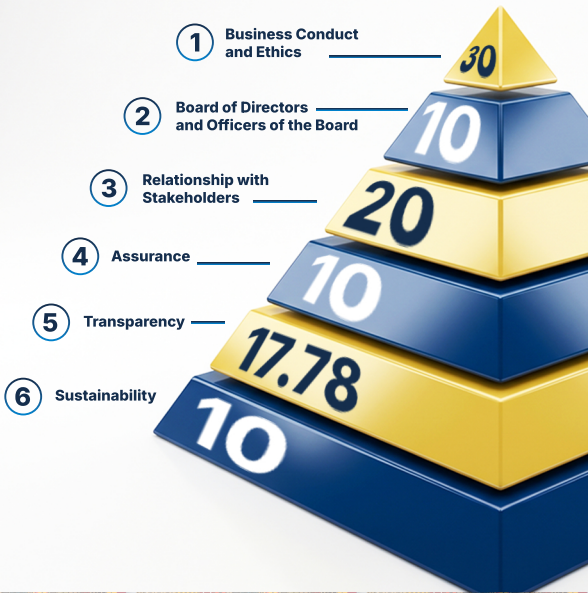 1
Business Conduct
and Ethics
30
2
Board of Directors
and Officers of the Board
10
3
Relationship with
Stakeholders
20
4
Assurance
10
5
Transparency
17.78
6
Sustainability
10